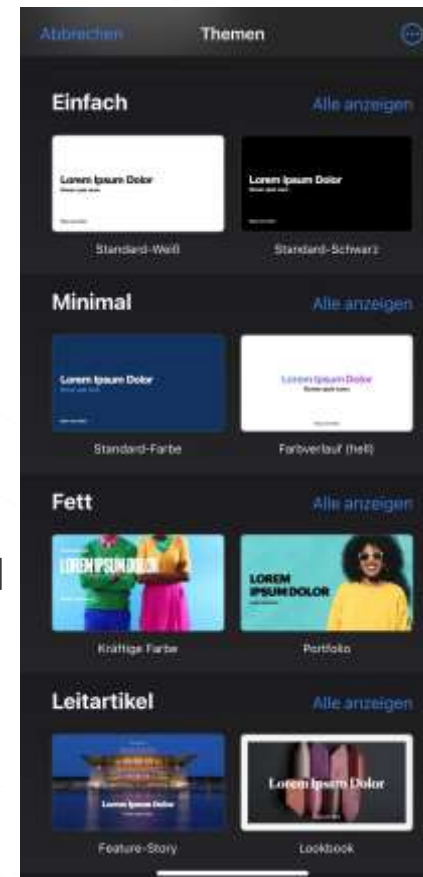 Abbrechen Themen
Einfach Alle anzeigen
Lorem Ipsum Dolor Lorem Ipsum Dolor
Standard-Weiß Standard-Schwarz
Minimal Alle anzeigen
Lorem Ipsum Dolor Lorem Ipsum Dolor
Standard-Farbe Farbverlauf (hell)
Fett Alle anzeigen
LOREM IPSUM DOLOR
LOREM
IPSUM DOLOR
Kräftige Farbe Portfolio
Leitartikel Alle anzeigen
Lorem Ipsum Dolor Lorem Ipsum Dolor
Feature-Story Lookbook